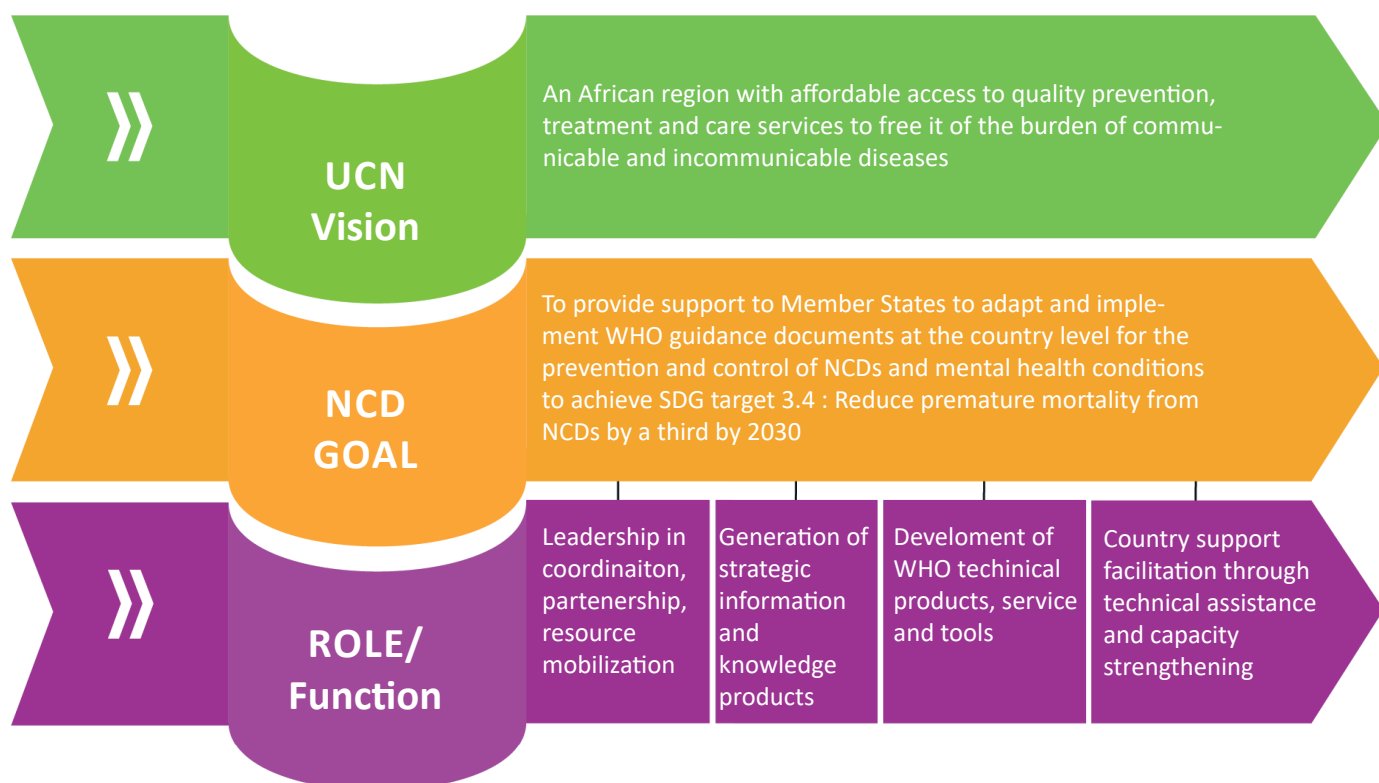 UCN
Vision
An African region with affordable access to quality prevention,
treatment and care services to free it of the burden of commu-
nicable and incommunicable diseases
NCD
GOAL
To provide support to Member States to adapt and imple-
ment WHO guidance documents at the country level for the
prevention and control of NCDs and mental health conditions
to achieve SDG target 3.4 : Reduce premature mortality from
NCDs by a third by 2030
ROLE/
Function
Leadership in
coordinaiton,
partenership,
resource
mobilization
Generation of
strategic
information
and
knowledge
products
Develoment of
WHO techinical
products, service
and tools
Country support
facilitation through
technical assistance
and capacity
strengthening